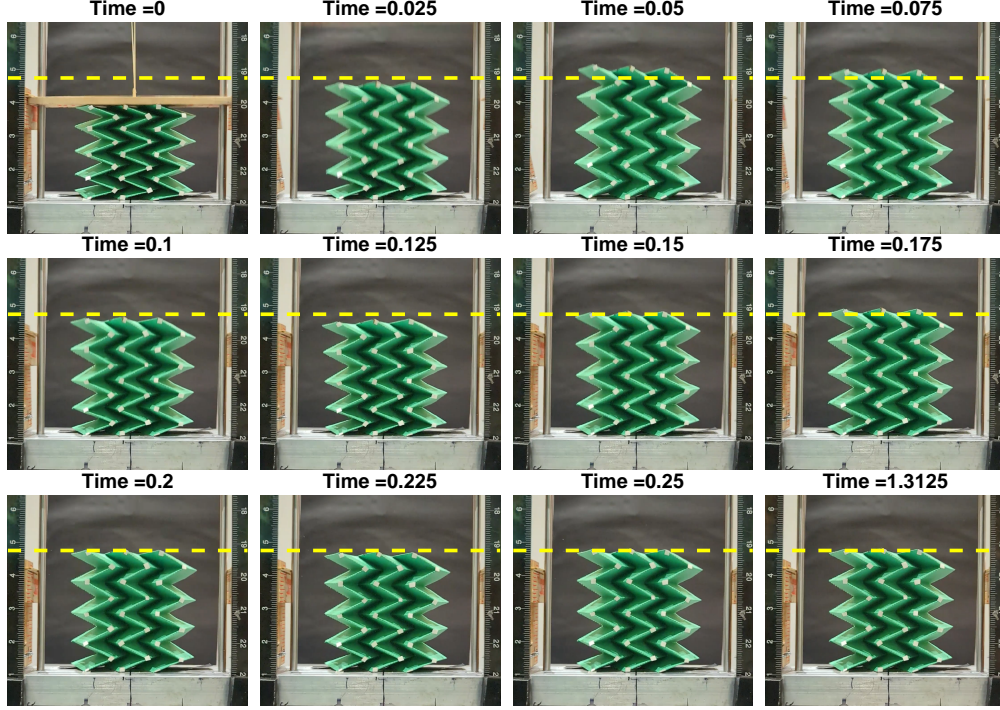 Time =0
Time =0.025
Time =0.05
Time =0.075
Time =0.1
Time =0.125
Time =0.15
Time =0.175
Time =0.2
Time =0.225
Time =0.25
Time =1.3125